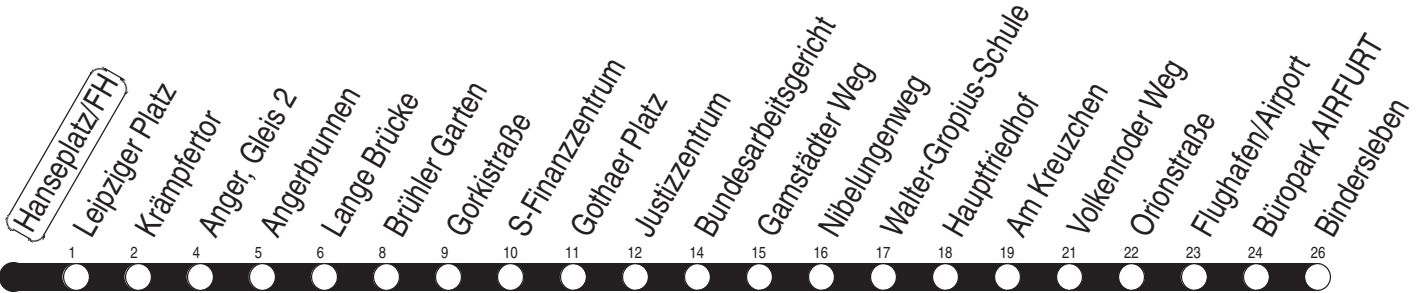 Hanseplatz/FH
Leipziger Platz
Krämpfertor
Anger, Gleis 2
Angerbrunnen
Lange Brücke
Brühler Garten
Gorkistraße
S-Finanzzentrum
Gothaer Platz
Justizzentrum
Bundesarbeitsgericht
Gamstädter Weg
Nibelungenweg
Walter-Gropius-Schule
Hauptfriedhof
Am Kreuzchen
Volkenroder Weg
Orionstraße
Flughafen/Airport
Büropark AIRFURT
Bindersleben
1 2 4 5 6 8 9 10 11 12 14 15 16 17 18 19 21 22 23 24 26